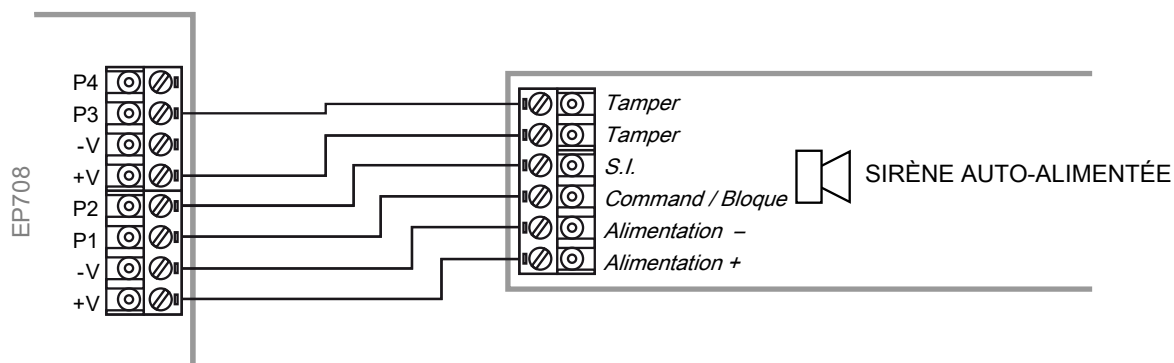 EP708
P4
P3
-V
+V
P2
P1
-V
+V
Tamper
Tamper
S.I.
Command / Bloque
Alimentation –
Alimentation +
SIRÈNE AUTO-ALIMENTÉE